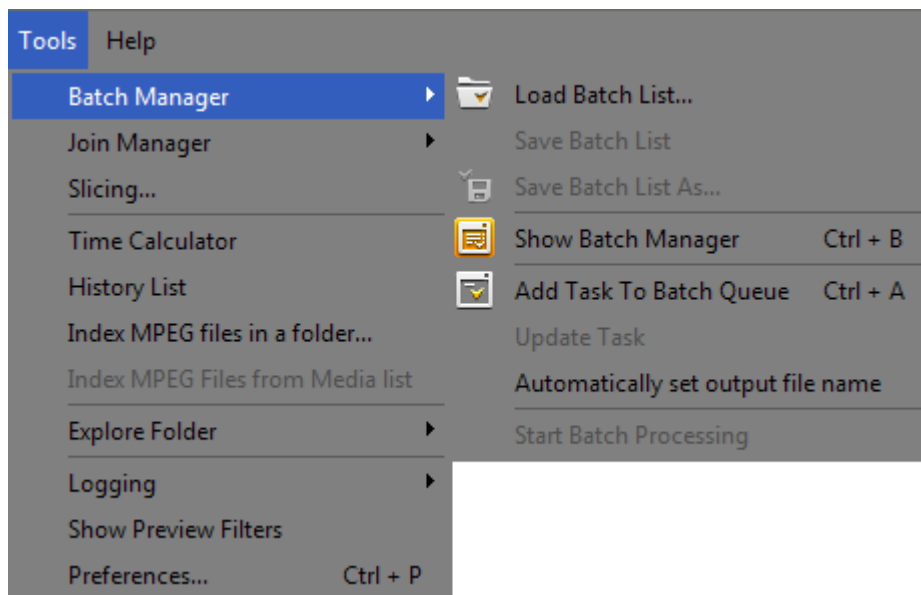 Tools Help
Batch Manager
Join Manager
Slicing...
Time Calculator
History List
Index MPEG files in a folder...
Index MPEG Files from Media list
Explore Folder
Logging
Show Preview Filters
Preferences... Ctrl + P
Load Batch List...
Save Batch List
Save Batch List As...
Show Batch Manager Ctrl + B
Add Task To Batch Queue Ctrl + A
Update Task
Automatically set output file name
Start Batch Processing